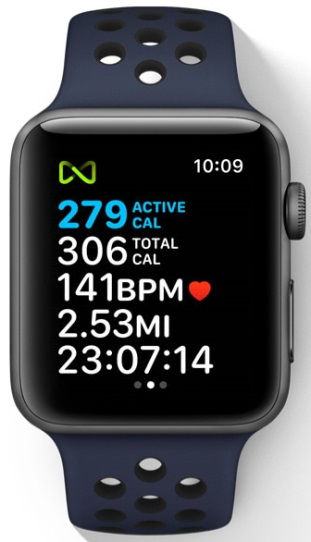 10:09
279 ACTIVE CAL
306 TOTAL CAL
141BPM
2.53MI
23:07:14